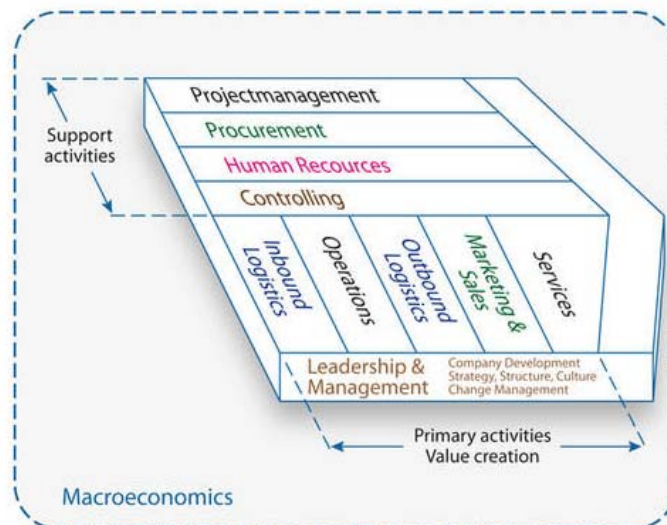 Projectmanagement
Procurement
Human Recources
Controlling
Support
activities
Inbound
Logistics
Operations
Outbound
Logistics
Marketing &
Sales
Services
Leadership &
Management
Company Development
Strategy, Structure, Culture
Change Management
Primary activities
Value creation
Macroeconomics